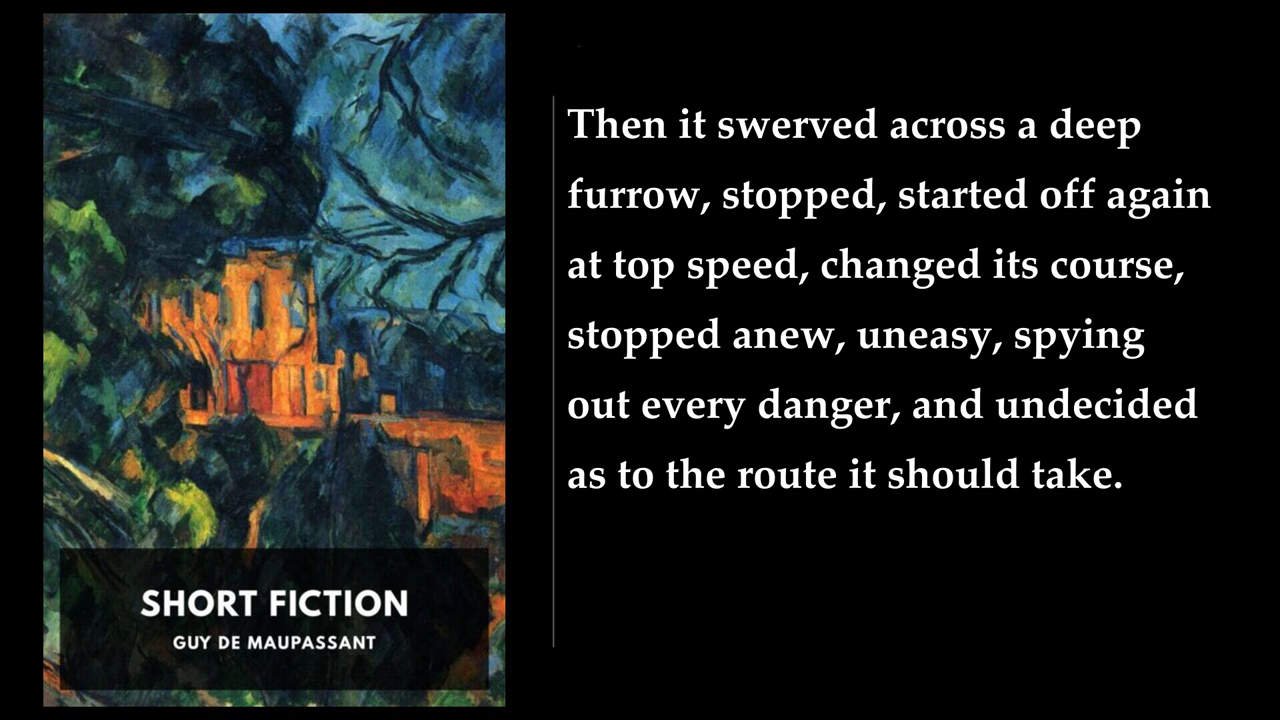 SHORT FICTION
GUY DE MAUPASSANT
Then it swerved across a deep
furrow, stopped, started off again
at top speed, changed its course,
stopped anew, uneasy, spying
out every danger, and undecided
as to the route it should take.